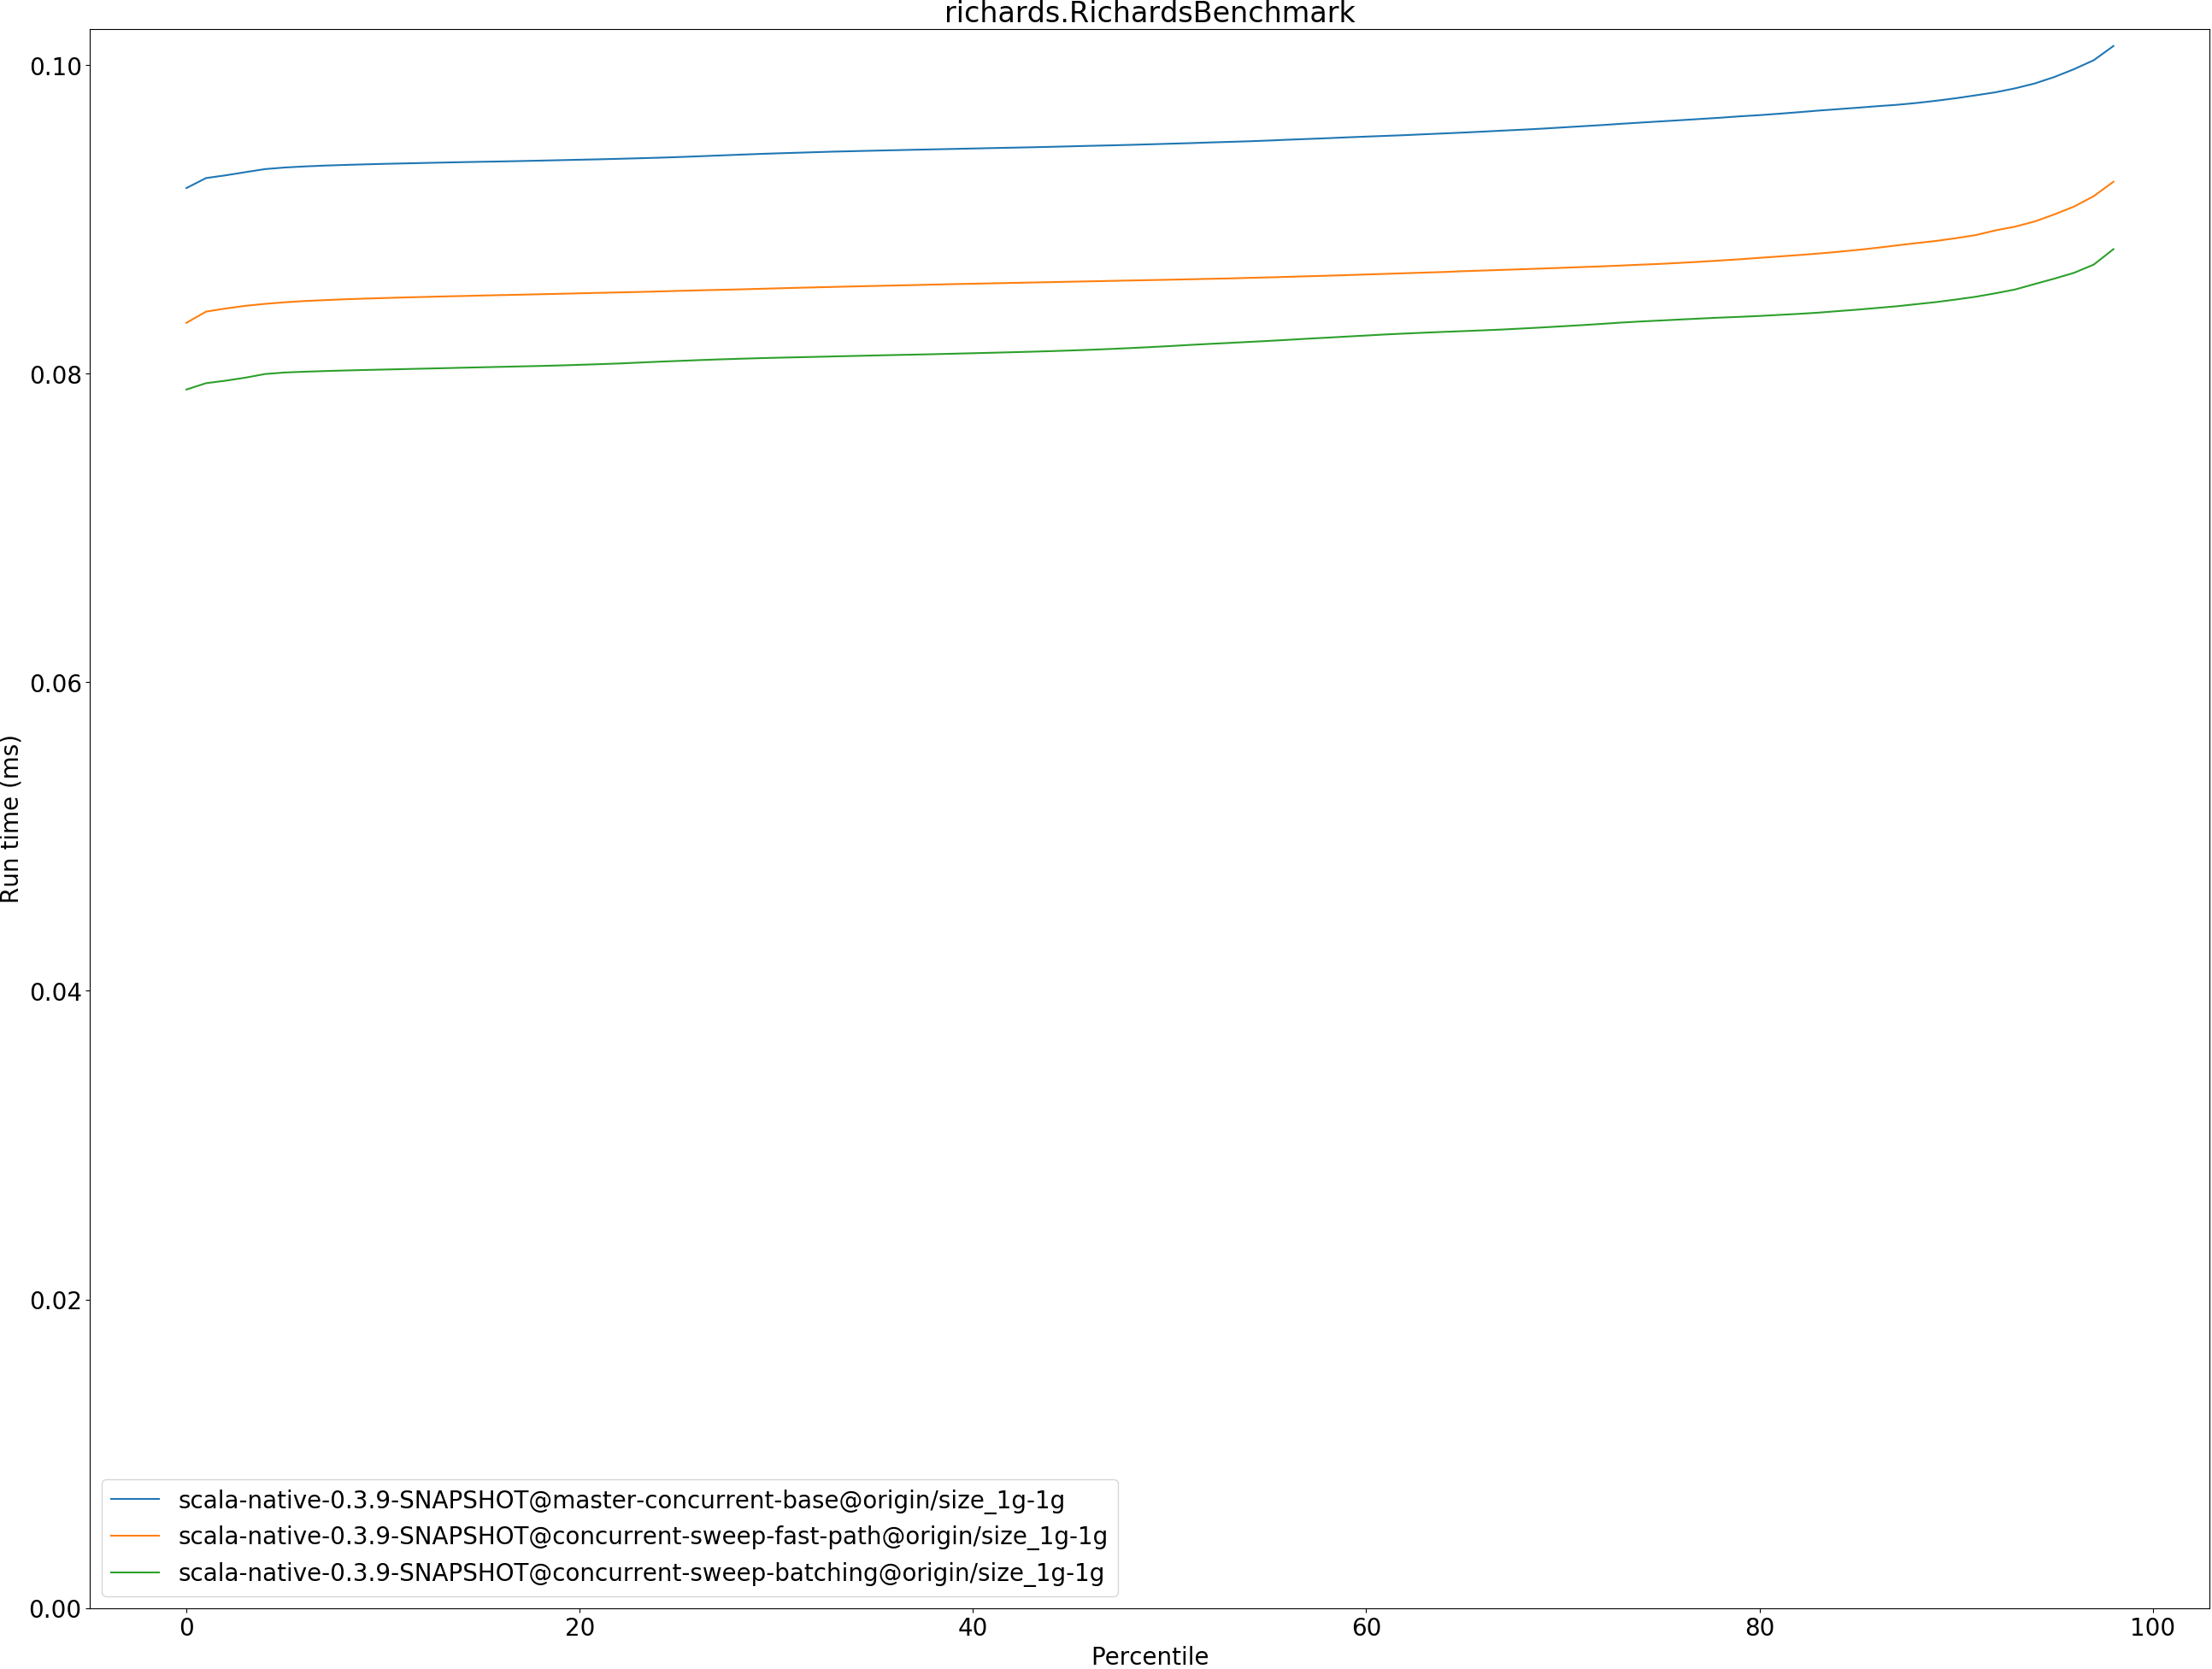 richards.RichardsBenchmark
0.10
0.08
0.06
0.04
0.02
0.00
Run time (ms)
scala-native-0.3.9-SNAPSHOT@master-concurrent-base@origin/size_1g-1g
scala-native-0.3.9-SNAPSHOT@concurrent-sweep-fast-path@origin/size_1g-1g
scala-native-0.3.9-SNAPSHOT@concurrent-sweep-batching@origin/size_1g-1g
0 20 40 60 80 100
Percentile